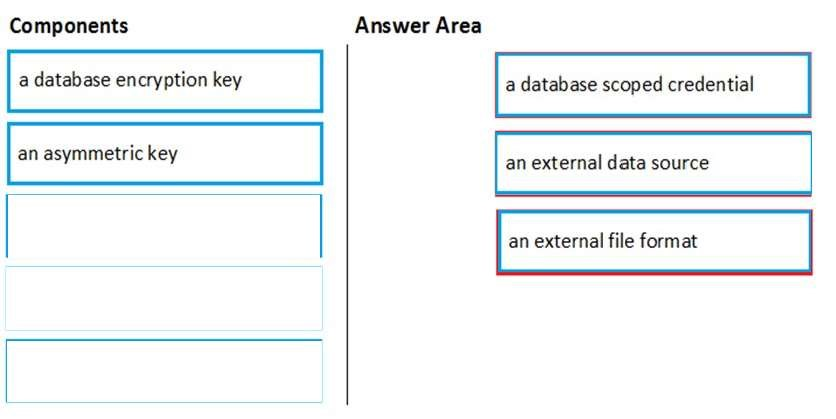 Components
a database encryption key
an asymmetric key
Answer Area
a database scoped credential
an external data source
an external file format